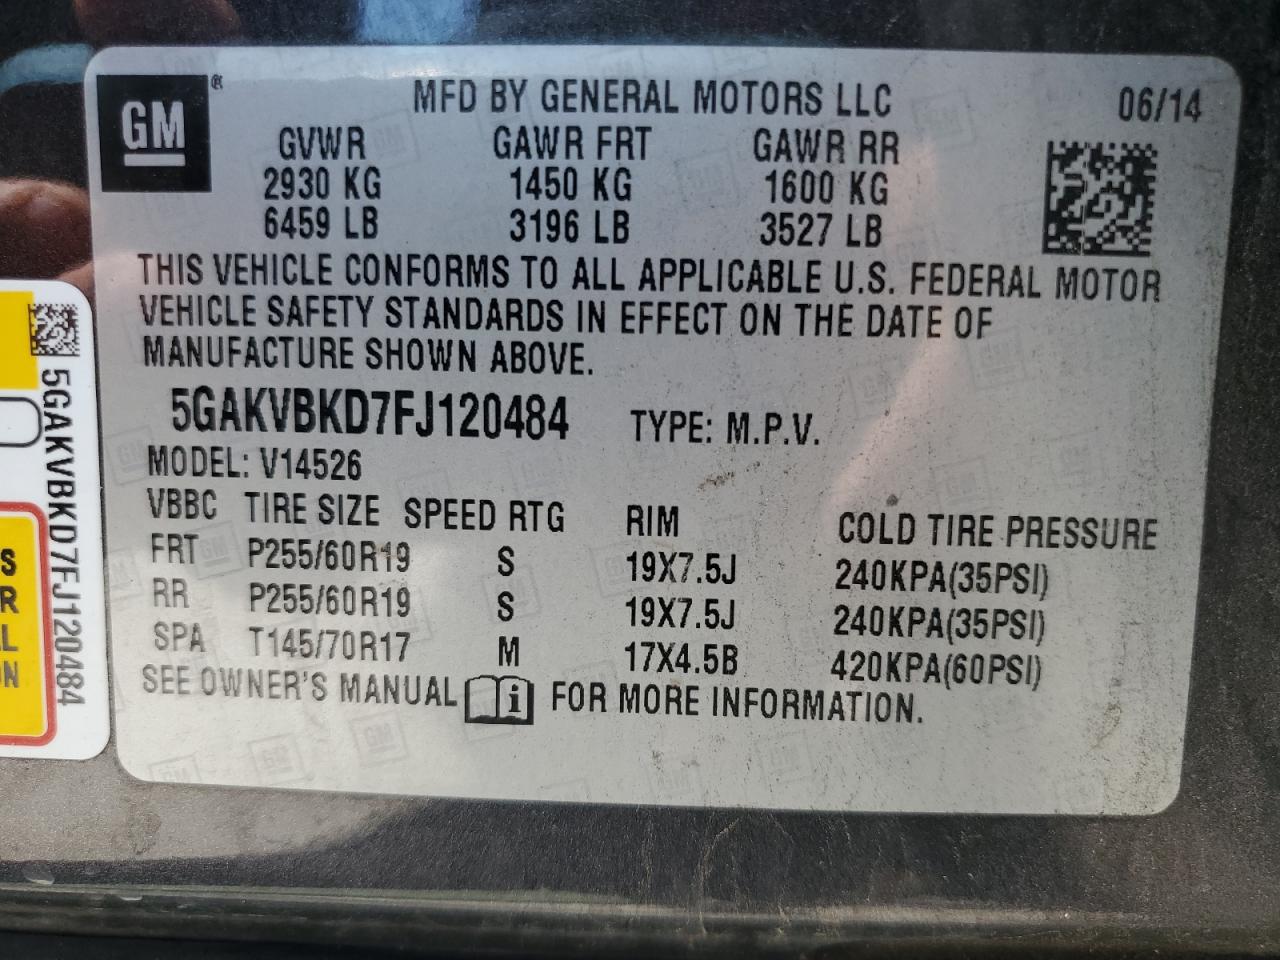 GM ®
MFD BY GENERAL MOTORS LLC 06/14
GVWR GAWR FRT GAWR RR
2930 KG 1450 KG 1600 KG
6459 LB 3196 LB 3527 LB
THIS VEHICLE CONFORMS TO ALL APPLICABLE U.S. FEDERAL MOTOR
VEHICLE SAFETY STANDARDS IN EFFECT ON THE DATE OF
MANUFACTURE SHOWN ABOVE.
5GAKVBKD7FJ120484 TYPE: M.P.V.
MODEL: V14526
VBBC TIRE SIZE SPEED RTG RIM COLD TIRE PRESSURE
FRT P255/60R19 S 19X7.5J 240KPA(35PSI)
RR P255/60R19 S 19X7.5J 240KPA(35PSI)
SPA T145/70R17 M 17X4.5B 420KPA(60PSI)
SEE OWNER'S MANUAL i FOR MORE INFORMATION.
5GAKVBKD7FJ120484